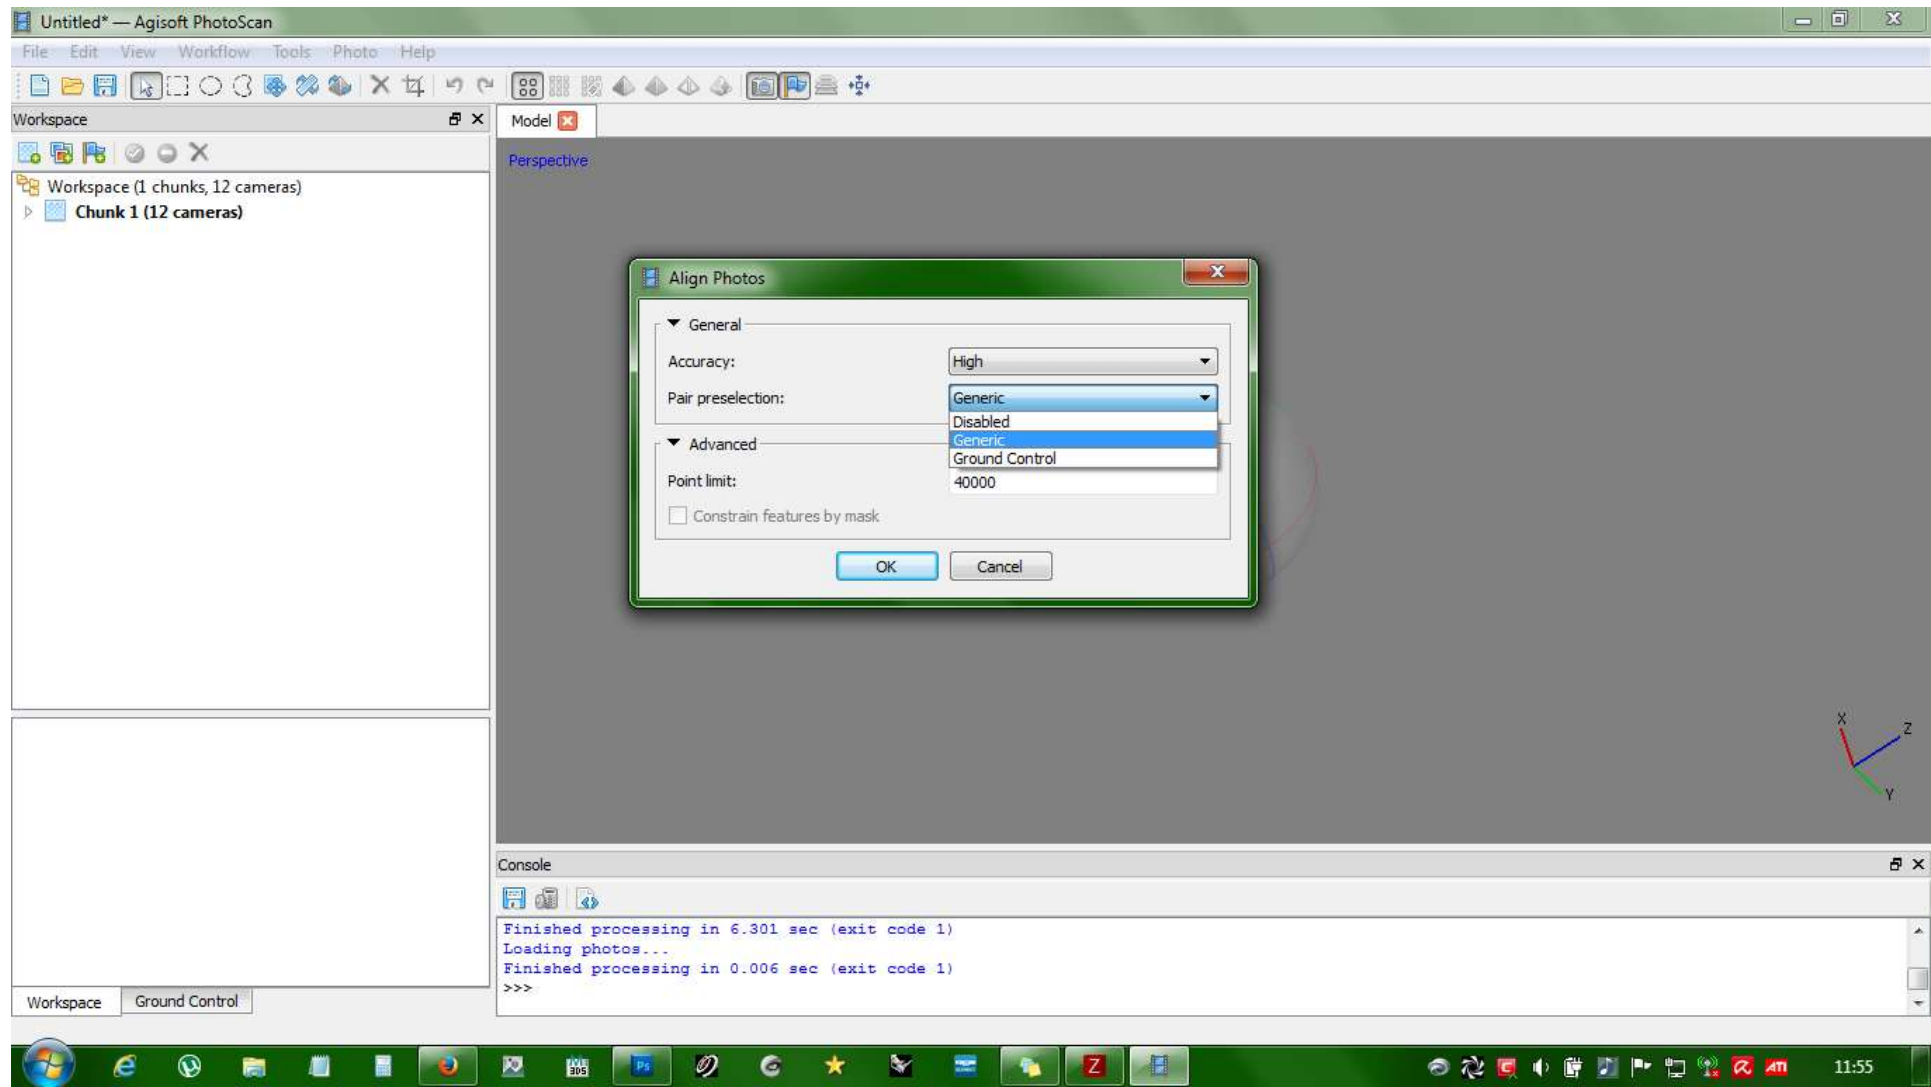 Untitled* — Agisoft PhotoScan
File Edit View Workflow Tools Photo Help
Workspace
Model
Perspective
Workspace (1 chunks, 12 cameras)
Chunk 1 (12 cameras)
Align Photos
General
Accuracy: High
Pair preselection: Generic
Disabled
Generic
Ground Control
Advanced
Point limit: 40000
Constrain features by mask
OK Cancel
X
Z
Y
Console
Finished processing in 6.301 sec (exit code 1)
Loading photos...
Finished processing in 0.006 sec (exit code 1)
>>>
Workspace Ground Control
Ps
Z
ATI
11:55